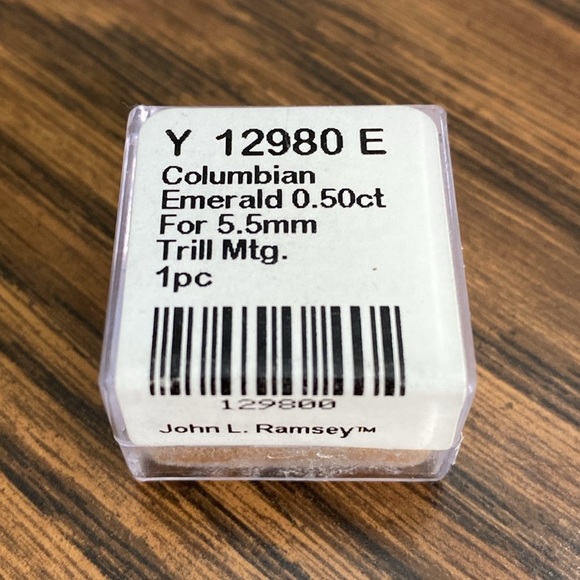 Y 12980 E
Columbian
Emerald 0.50ct
For 5.5mm
Trill Mtg.
1pc
129800
John L. Ramsey™